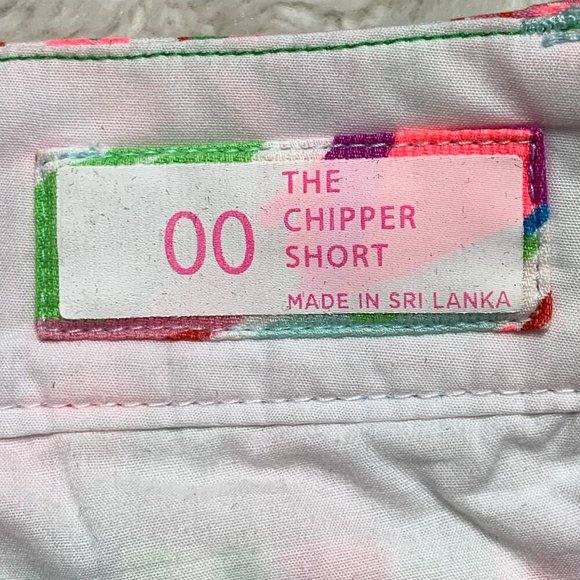 00
THE
CHIPPER
SHORT
MADE IN SRI LANKA